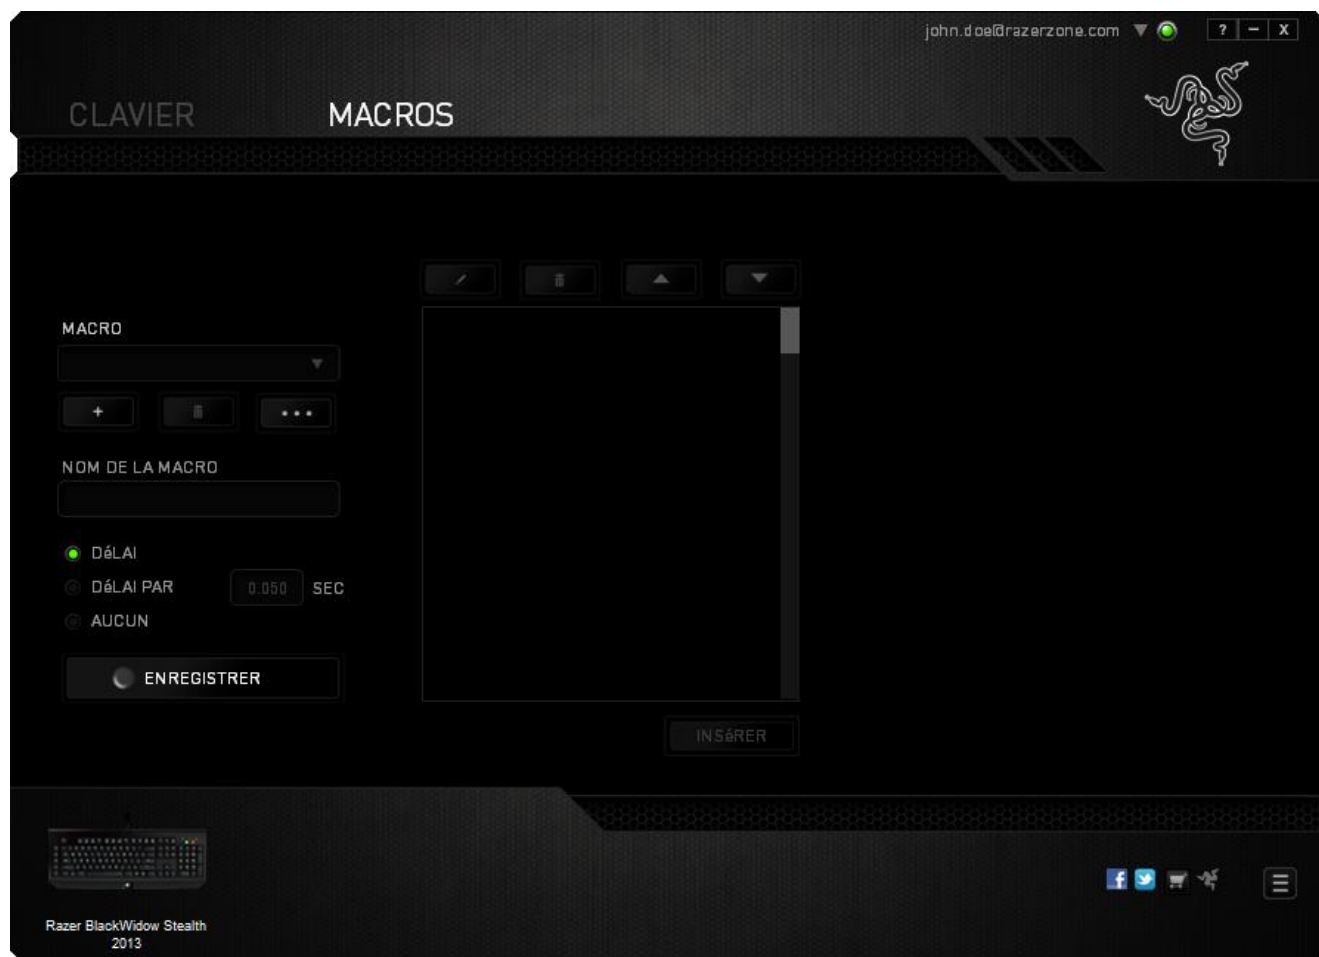 john.doe@razerzone.com ? – X
CLAVIER MACROS
MACRO
+ •••
NOM DE LA MACRO
DéLAI
DéLAI PAR 0.050 SEC
AUCUN
ENREGISTRER
INSéRER
Razer BlackWidow Stealth
2013